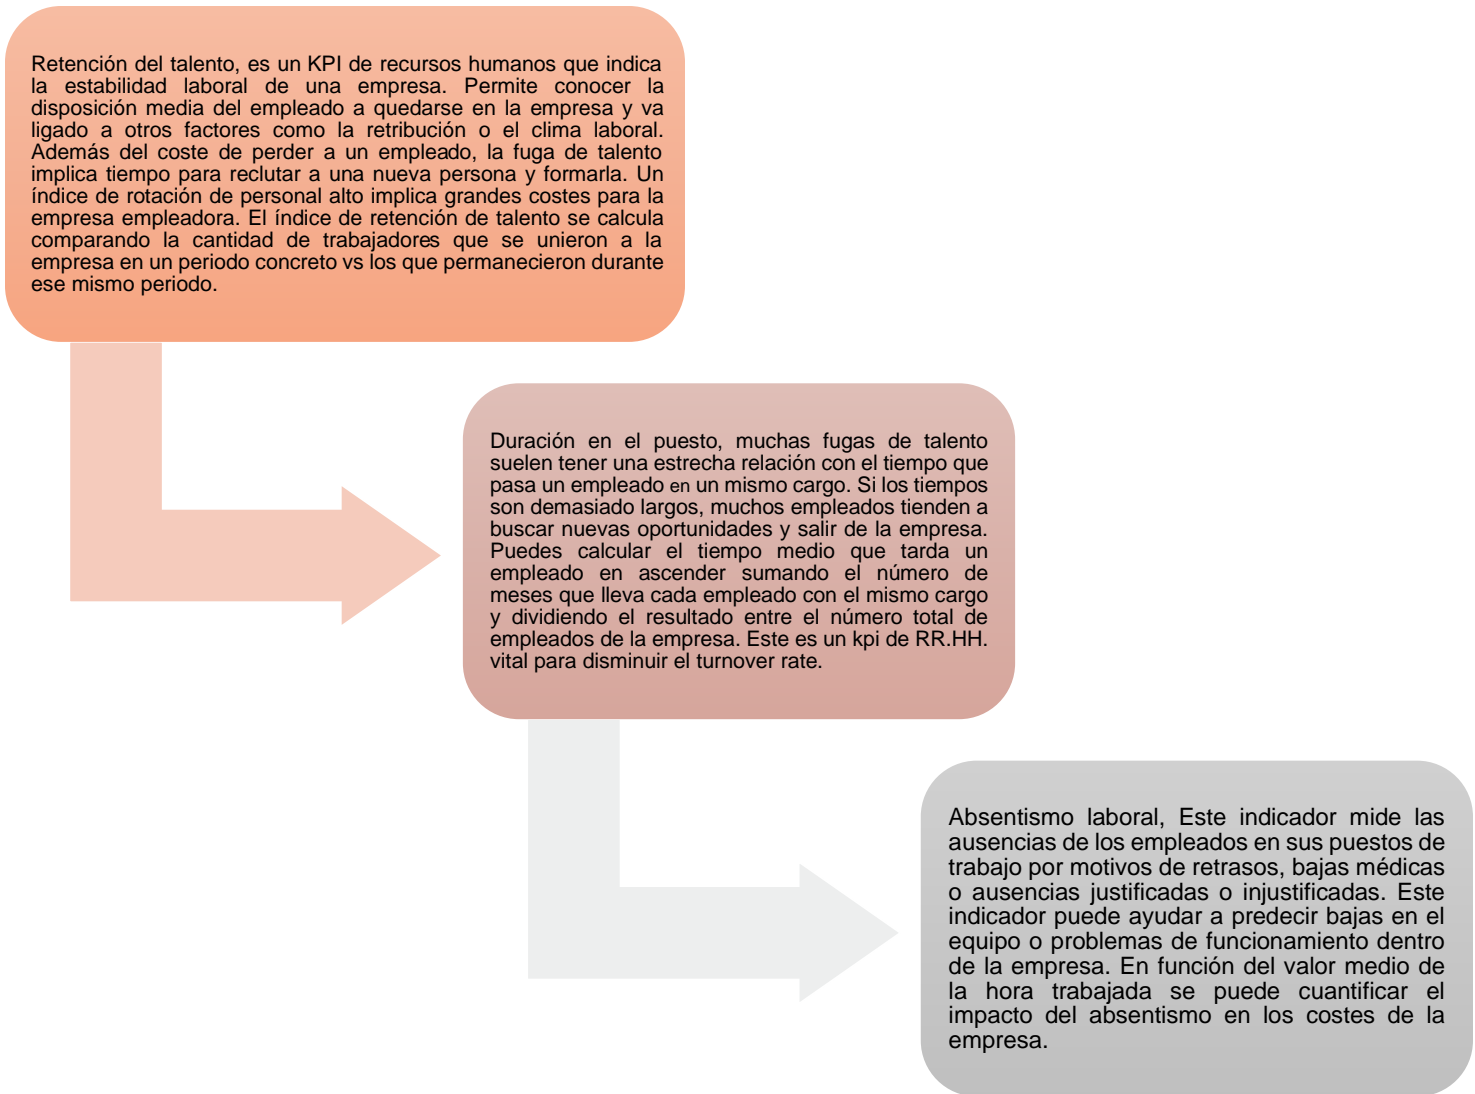 Retención del talento, es un KPI de recursos humanos que indica
la estabilidad laboral de una empresa. Permite conocer la
disposición media del empleado a quedarse en la empresa y va
ligado a otros factores como la retribución o el clima laboral.
Además del coste de perder a un empleado, la fuga de talento
implica tiempo para reclutar a una nueva persona y formarla. Un
índice de rotación de personal alto implica grandes costes para la
empresa empleadora. El índice de retención de talento se calcula
comparando la cantidad de trabajadores que se unieron a la
empresa en un periodo concreto vs los que permanecieron durante
ese mismo periodo.
Duración en el puesto, muchas fugas de talento
suelen tener una estrecha relación con el tiempo que
pasa un empleado en un mismo cargo. Si los tiempos
son demasiado largos, muchos empleados tienden a
buscar nuevas oportunidades y salir de la empresa.
Puedes calcular el tiempo medio que tarda un
empleado en ascender sumando el número de
meses que lleva cada empleado con el mismo cargo
y dividiendo el resultado entre el número total de
empleados de la empresa. Este es un kpi de RR.HH.
vital para disminuir el turnover rate.
Absentismo laboral, Este indicador mide las
ausencias de los empleados en sus puestos de
trabajo por motivos de retrasos, bajas médicas
o ausencias justificadas o injustificadas. Este
indicador puede ayudar a predecir bajas en el
equipo o problemas de funcionamiento dentro
de la empresa. En función del valor medio de
la hora trabajada se puede cuantificar el
impacto del absentismo en los costes de la
empresa.